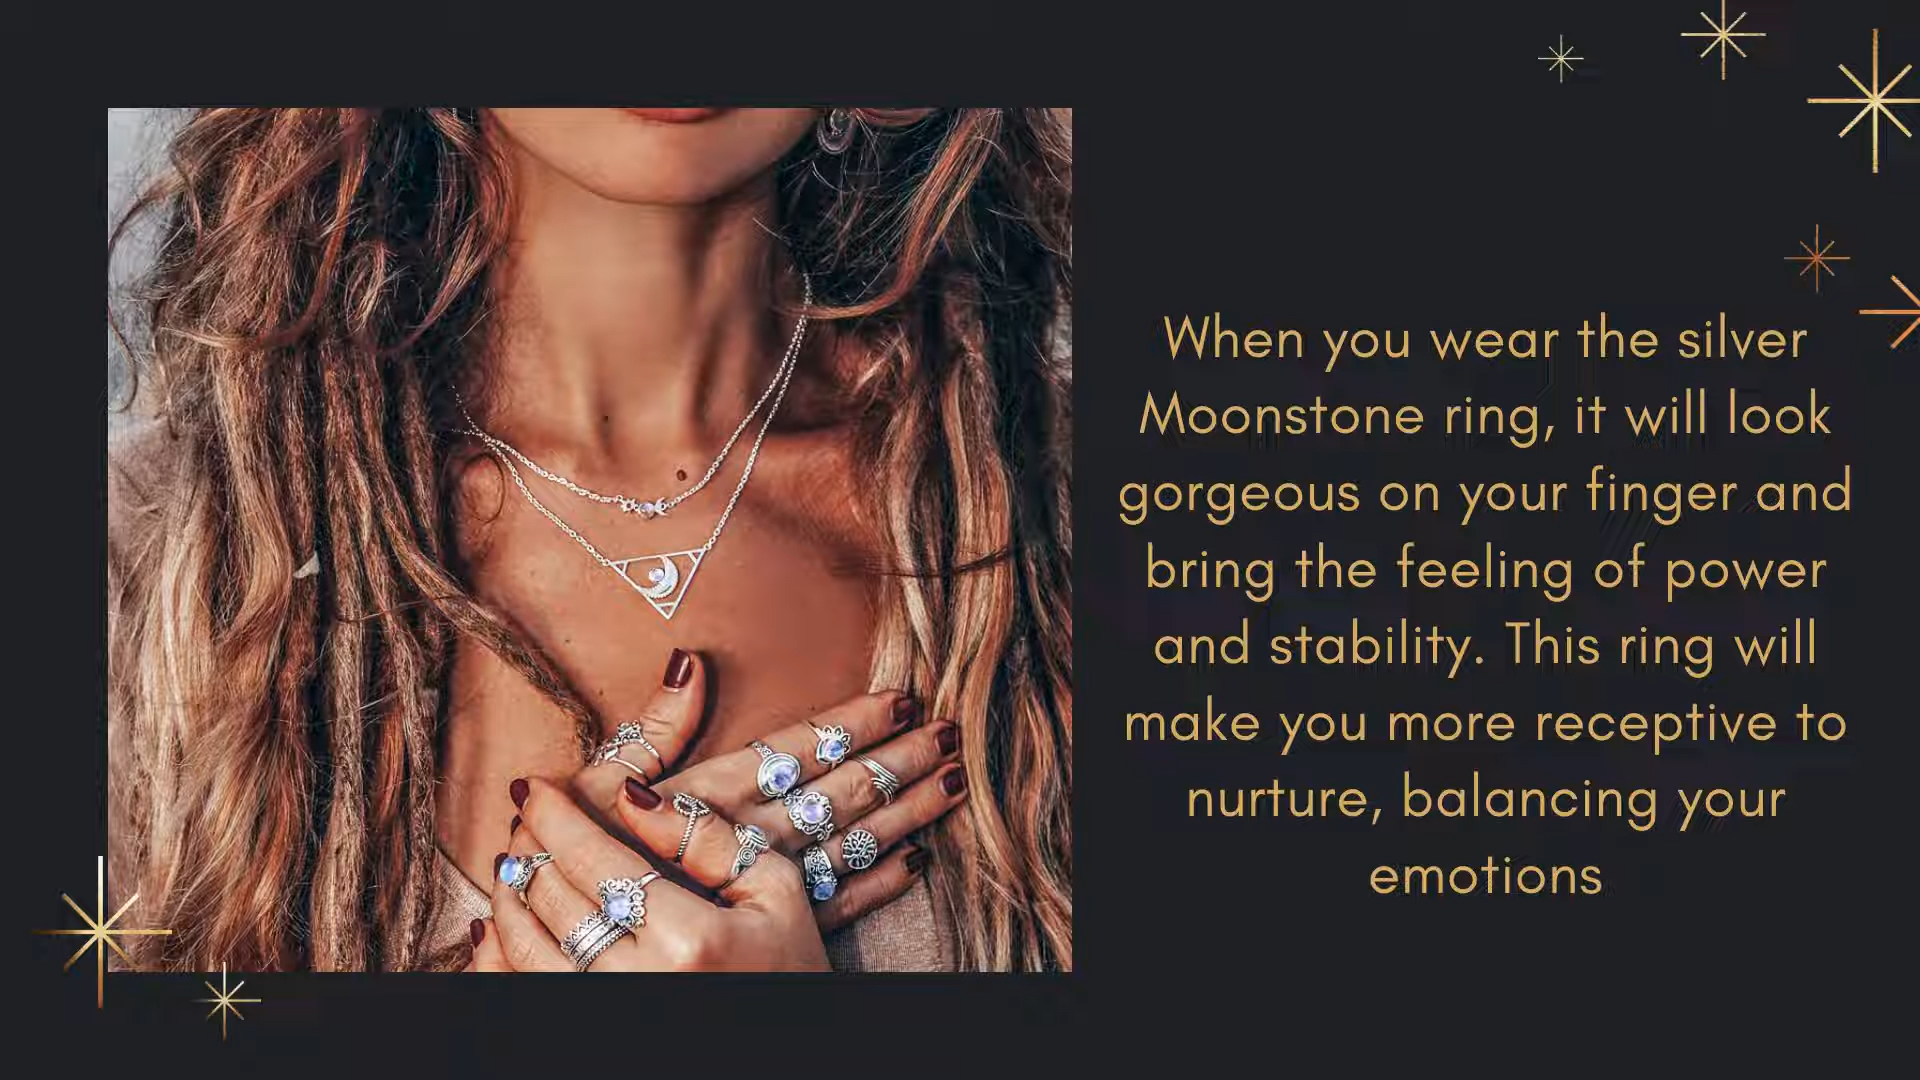 When you wear the silver
Moonstone ring, it will look
gorgeous on your finger and
bring the feeling of power
and stability. This ring will
make you more receptive to
nurture, balancing your
emotions